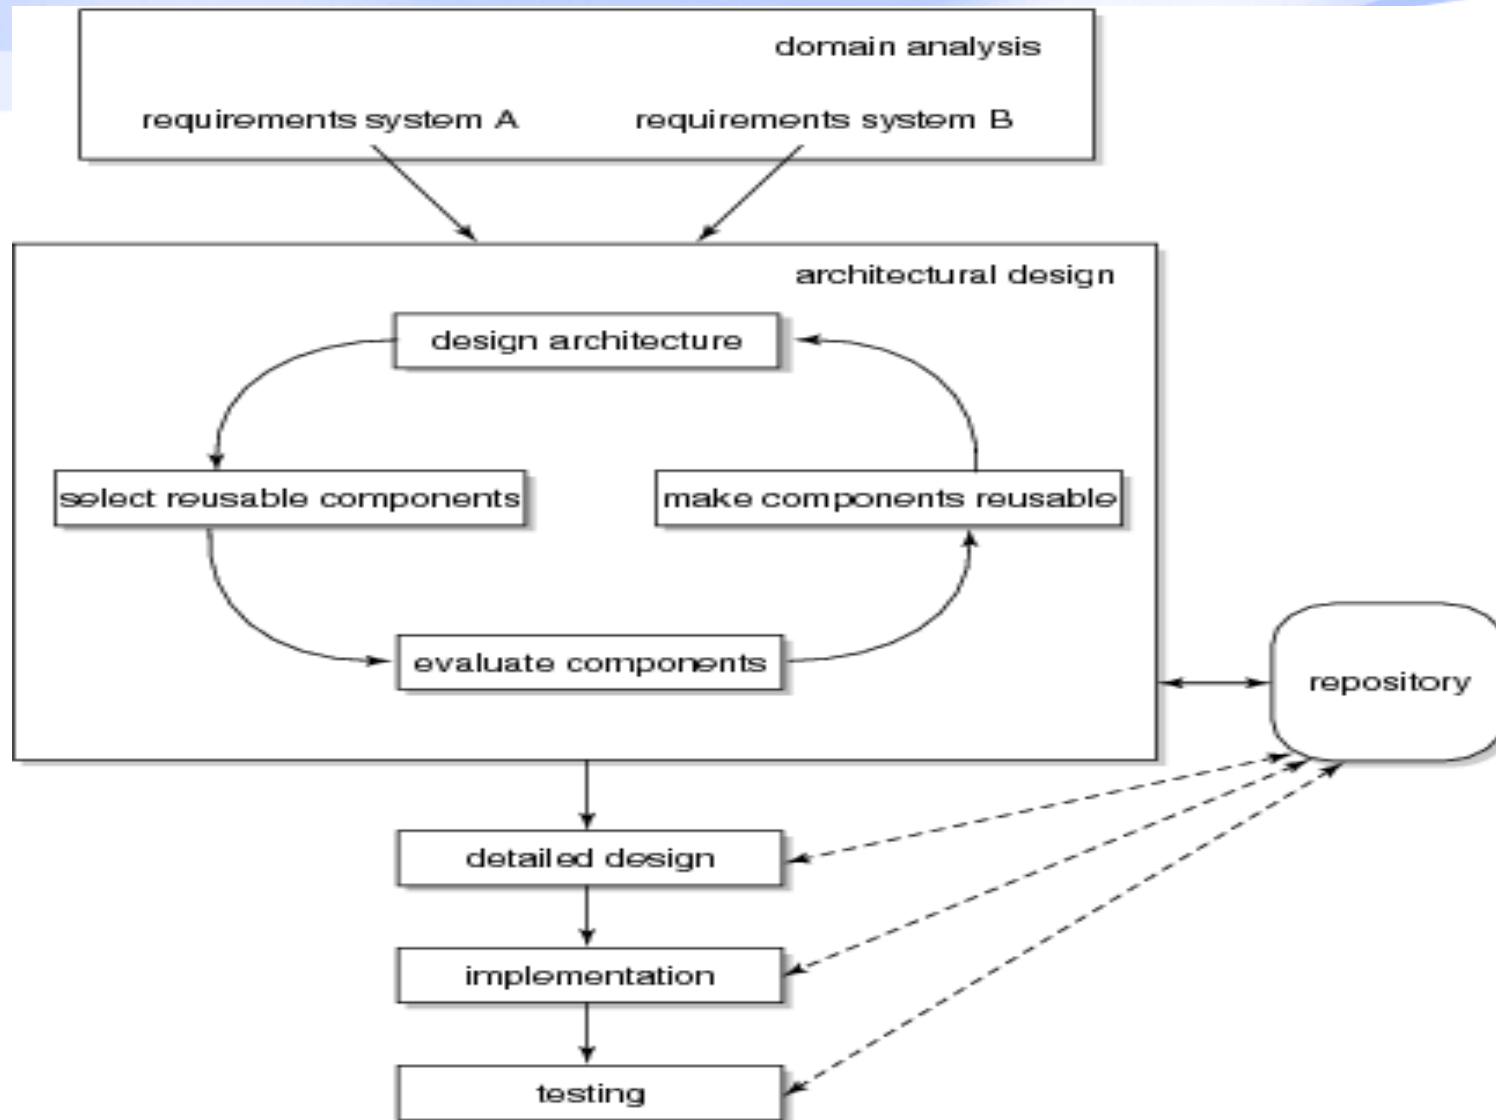 domain analysis
requirements system A
requirements system B
architectural design
design architecture
select reusable components
make components reusable
evaluate components
repository
detailed design
implementation
testing